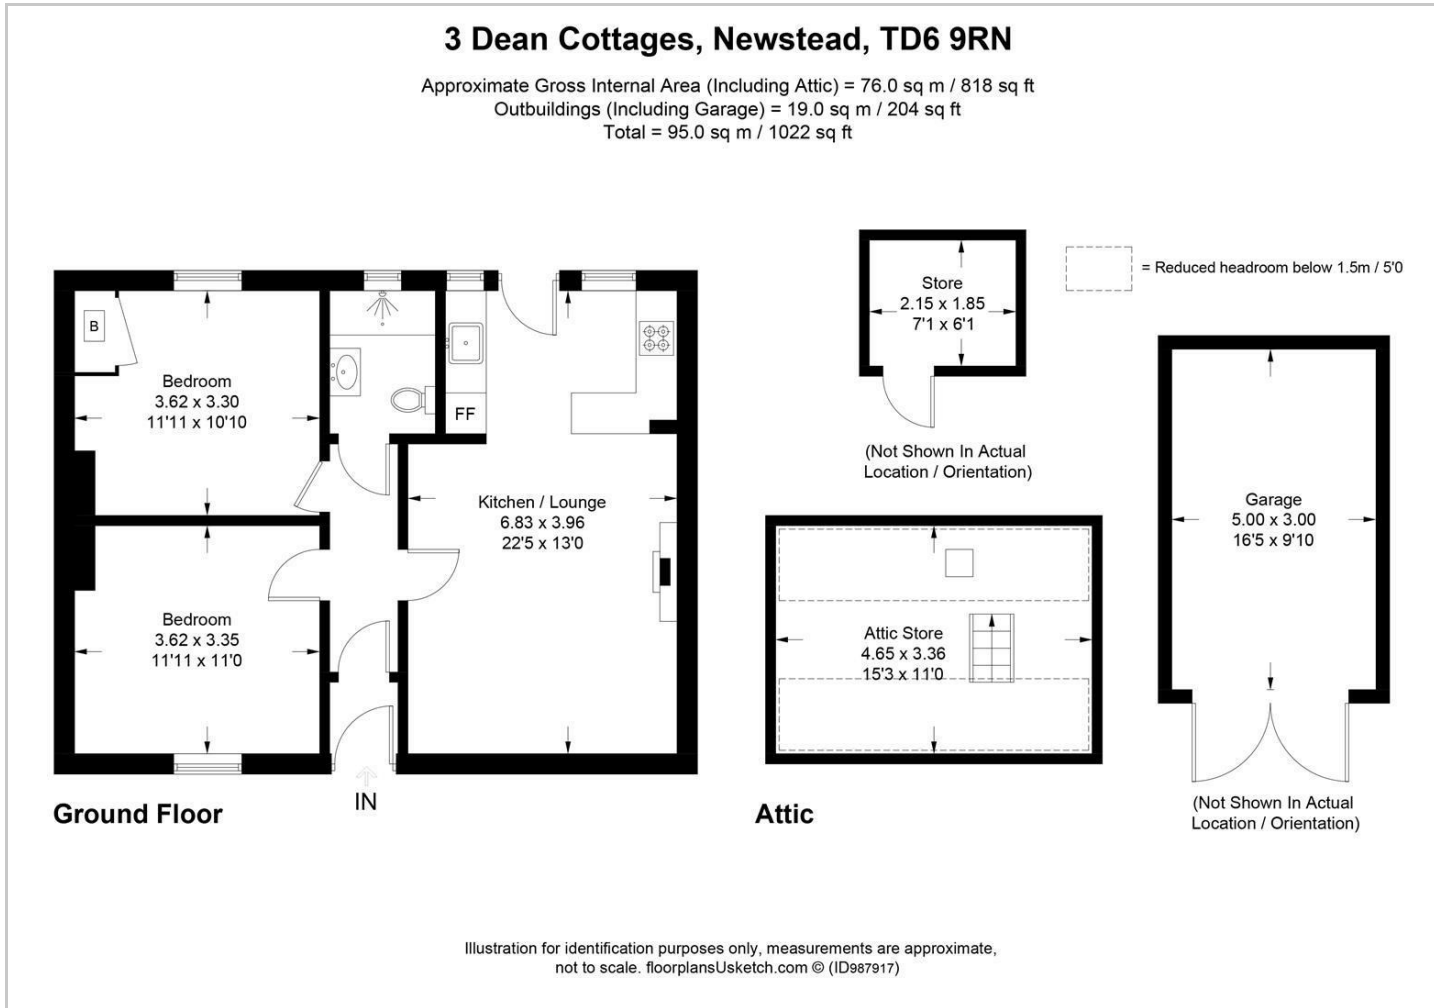 3 Dean Cottages, Newstead, TD6 9RN
Approximate Gross Internal Area (Including Attic) = 76.0 sq m / 818 sq ft
Outbuildings (Including Garage) = 19.0 sq m / 204 sq ft
Total = 95.0 sq m / 1022 sq ft
B
Bedroom
3.62 x 3.30
11'11 x 10'10
FF
Kitchen / Lounge
6.83 x 3.96
22'5 x 13'0
Bedroom
3.62 x 3.35
11'11 x 11'0
IN
Ground Floor
Store
2.15 x 1.85
7'1 x 6'1
(Not Shown In Actual
Location / Orientation)
= Reduced headroom below 1.5m / 5'0
Attic Store
4.65 x 3.36
15'3 x 11'0
Attic
Garage
5.00 x 3.00
16'5 x 9'10
(Not Shown In Actual
Location / Orientation)
Illustration for identification purposes only, measurements are approximate,
not to scale. floorplansUsketch.com © (ID987917)